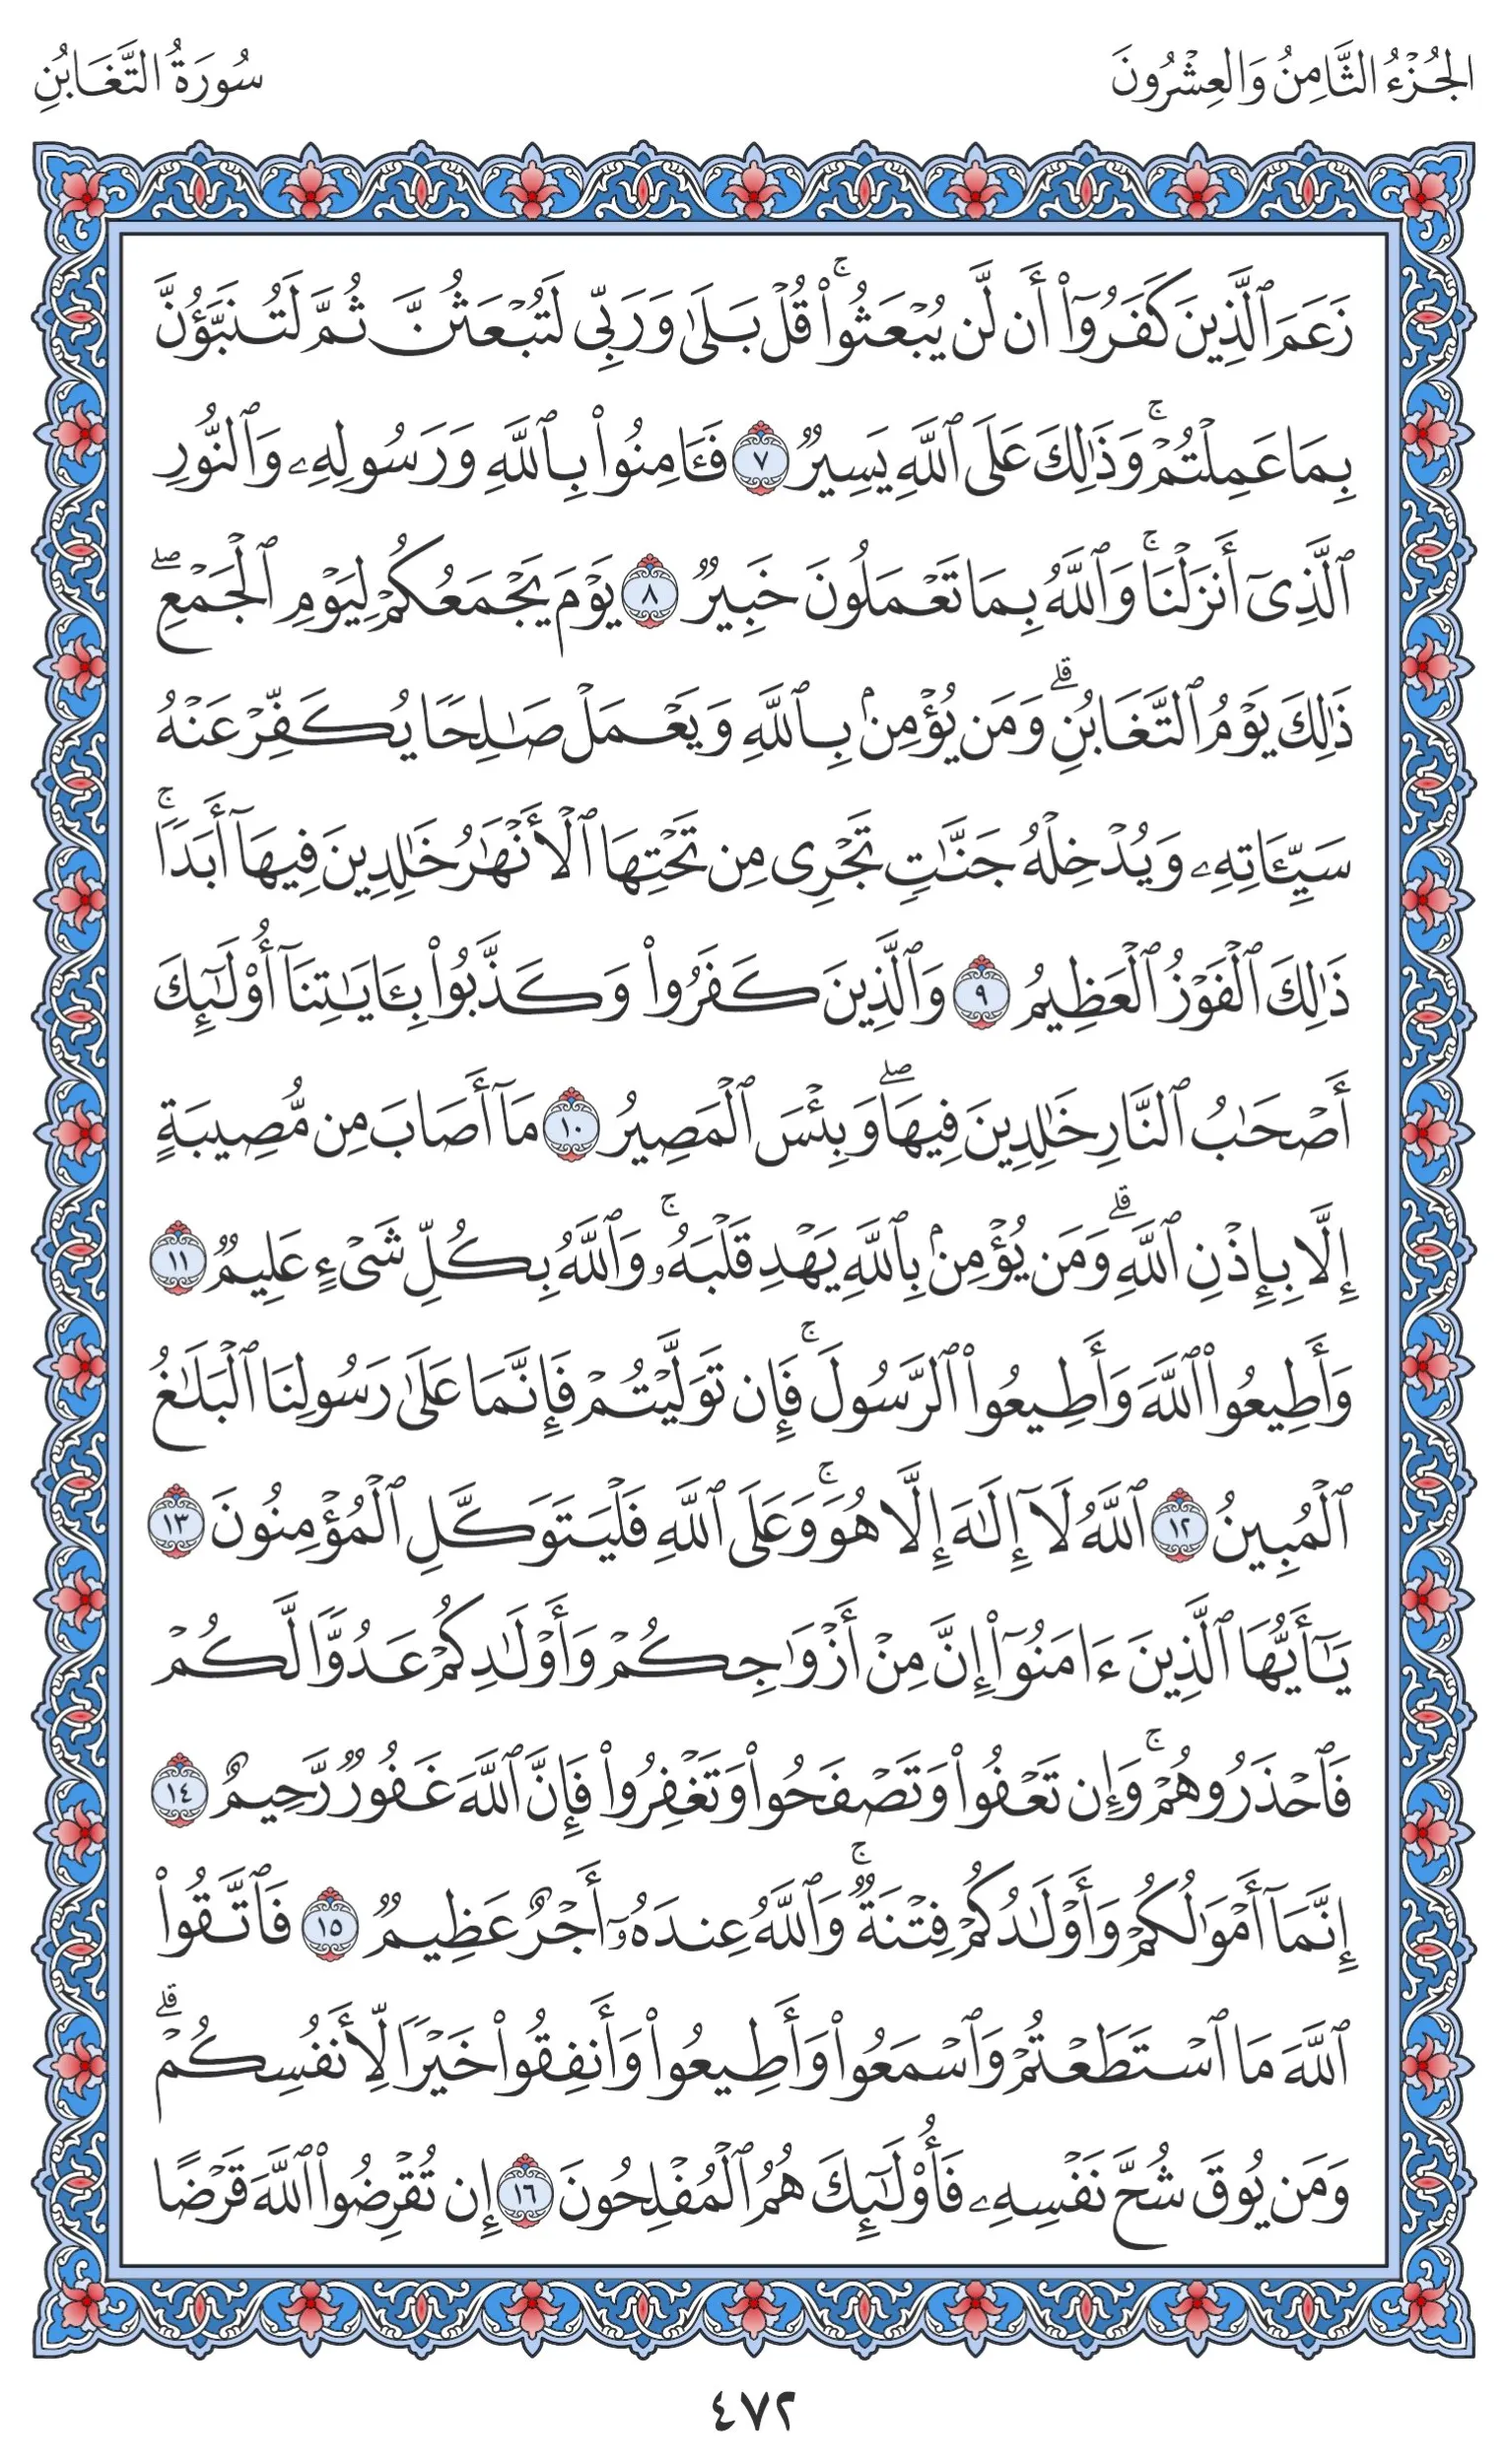 الجُزْءُ الثَّامِنُ وَالعِشْرُونَ
سُورَةُ التَّغَابُنِ
زَعَمَ ٱلَّذِينَ كَفَرُوٓا۟ أَن لَّن يُبْعَثُوا۟ ۚ قُلْ بَلَىٰ وَرَبِّى لَتُبْعَثُنَّ ثُمَّ لَتُنَبَّؤُنَّ
بِمَا عَمِلْتُمْ ۚ وَذَٰلِكَ عَلَى ٱللَّهِ يَسِيرٌ ٧ فَـَٔامِنُوا۟ بِٱللَّهِ وَرَسُولِهِۦ وَٱلنُّورِ
ٱلَّذِىٓ أَنزَلْنَا ۚ وَٱللَّهُ بِمَا تَعْمَلُونَ خَبِيرٌ ٨ يَوْمَ يَجْمَعُكُمْ لِيَوْمِ ٱلْجَمْعِ ۖ
ذَٰلِكَ يَوْمُ ٱلتَّغَابُنِ ۗ وَمَن يُؤْمِنۢ بِٱللَّهِ وَيَعْمَلْ صَـٰلِحًا يُكَفِّرْ عَنْهُ
سَيِّـَٔاتِهِۦ وَيُدْخِلْهُ جَنَّـٰتٍ تَجْرِى مِن تَحْتِهَا ٱلْأَنْهَـٰرُ خَـٰلِدِينَ فِيهَآ أَبَدًا ۚ
ذَٰلِكَ ٱلْفَوْزُ ٱلْعَظِيمُ ٩ وَٱلَّذِينَ كَفَرُوا۟ وَكَذَّبُوا۟ بِـَٔايَـٰتِنَآ أُو۟لَـٰٓئِكَ
أَصْحَـٰبُ ٱلنَّارِ خَـٰلِدِينَ فِيهَا ۖ وَبِئْسَ ٱلْمَصِيرُ ١٠ مَآ أَصَابَ مِن مُّصِيبَةٍ
إِلَّا بِإِذْنِ ٱللَّهِ ۗ وَمَن يُؤْمِنۢ بِٱللَّهِ يَهْدِ قَلْبَهُۥ ۚ وَٱللَّهُ بِكُلِّ شَىْءٍ عَلِيمٌ ١١
وَأَطِيعُوا۟ ٱللَّهَ وَأَطِيعُوا۟ ٱلرَّسُولَ ۚ فَإِن تَوَلَّيْتُمْ فَإِنَّمَا عَلَىٰ رَسُولِنَا ٱلْبَلَـٰغُ
ٱلْمُبِينُ ١٢ ٱللَّهُ لَآ إِلَـٰهَ إِلَّا هُوَ ۚ وَعَلَى ٱللَّهِ فَلْيَتَوَكَّلِ ٱلْمُؤْمِنُونَ ١٣
يَـٰٓأَيُّهَا ٱلَّذِينَ ءَامَنُوٓا۟ إِنَّ مِنْ أَزْوَٰجِكُمْ وَأَوْلَـٰدِكُمْ عَدُوًّا لَّكُمْ
فَٱحْذَرُوهُمْ ۚ وَإِن تَعْفُوا۟ وَتَصْفَحُوا۟ وَتَغْفِرُوا۟ فَإِنَّ ٱللَّهَ غَفُورٌ رَّحِيمٌ ١٤
إِنَّمَآ أَمْوَٰلُكُمْ وَأَوْلَـٰدُكُمْ فِتْنَةٌ ۚ وَٱللَّهُ عِندَهُۥٓ أَجْرٌ عَظِيمٌ ١٥ فَٱتَّقُوا۟
ٱللَّهَ مَا ٱسْتَطَعْتُمْ وَٱسْمَعُوا۟ وَأَطِيعُوا۟ وَأَنفِقُوا۟ خَيْرًا لِّأَنفُسِكُمْ ۗ
وَمَن يُوقَ شُحَّ نَفْسِهِۦ فَأُو۟لَـٰٓئِكَ هُمُ ٱلْمُفْلِحُونَ ١٦ إِن تُقْرِضُوا۟ ٱللَّهَ قَرْضًا
٤٧٢